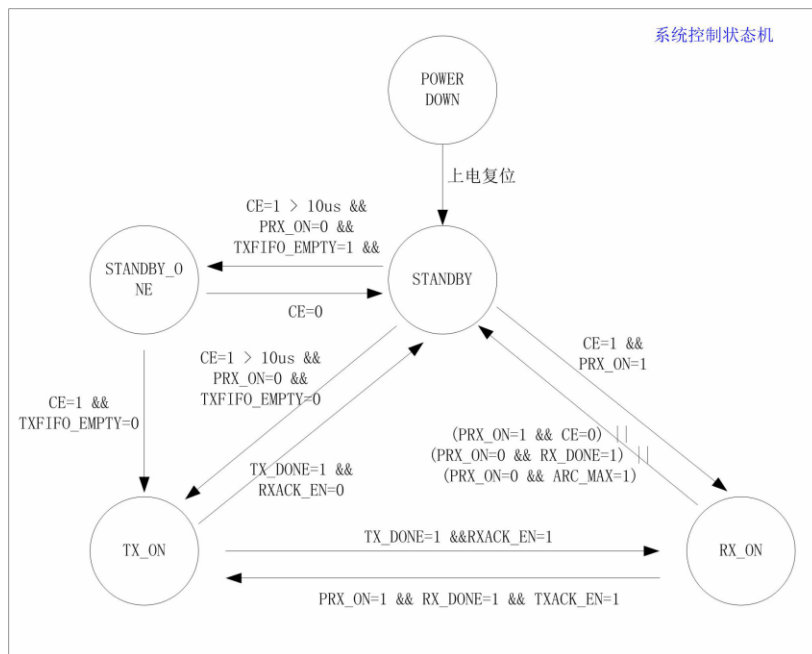 系统控制状态机
POWER
DOWN
上电复位
CE=1 > 10us &&
PRX_ON=0 &&
TXFIFO_EMPTY=1 &&
STANDBY_O
NE
STANDBY
CE=0
CE=1 > 10us &&
PRX_ON=0 &&
TXFIFO_EMPTY=0
CE=1 &&
PRX_ON=1
CE=1 &&
TXFIFO_EMPTY=0
(PRX_ON=1 && CE=0) ||
(PRX_ON=0 && RX_DONE=1) ||
(PRX_ON=0 && ARC_MAX=1)
TX_DONE=1 &&
RXACK_EN=0
TX_ON
TX_DONE=1 &&RXACK_EN=1
RX_ON
PRX_ON=1 && RX_DONE=1 && TXACK_EN=1